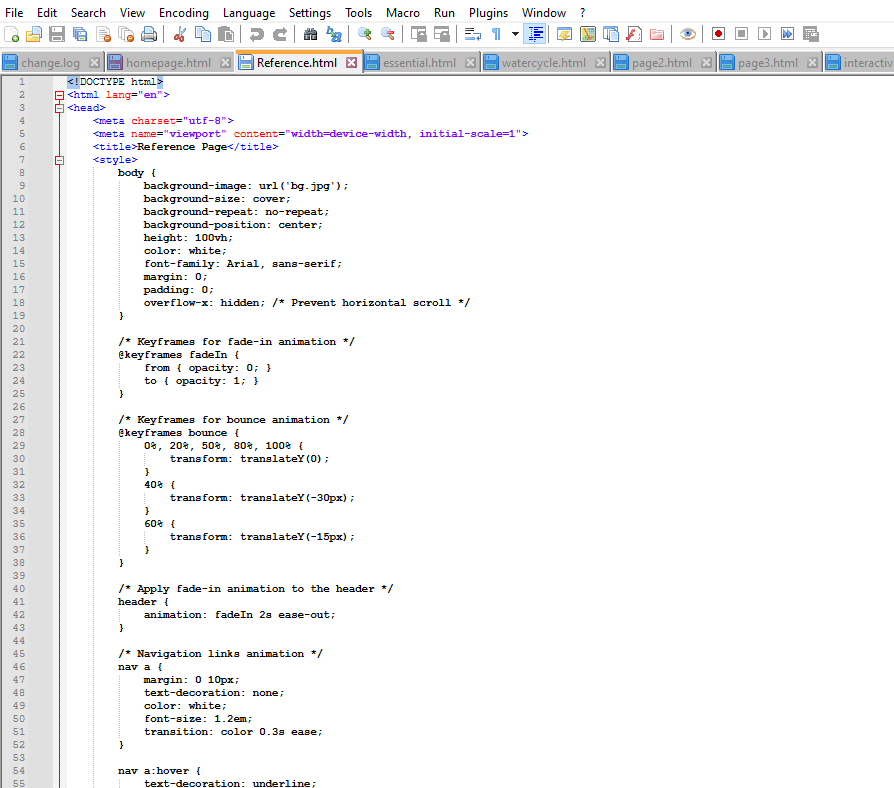 File Edit Search View Encoding Language Settings Tools Macro Run Plugins Window ?
change.log homepage.html Reference.html essential.html watercycle.html page2.html page3.html interactiv
1 <!DOCTYPE html>
2 <html lang="en">
3 <head>
4 <meta charset="utf-8">
5 <meta name="viewport" content="width=device-width, initial-scale=1">
6 <title>Reference Page</title>
7 <style>
8 body {
9 background-image: url('bg.jpg');
10 background-size: cover;
11 background-repeat: no-repeat;
12 background-position: center;
13 height: 100vh;
14 color: white;
15 font-family: Arial, sans-serif;
16 margin: 0;
17 padding: 0;
18 overflow-x: hidden; /* Prevent horizontal scroll */
19 }
20
21 /* Keyframes for fade-in animation */
22 @keyframes fadeIn {
23 from { opacity: 0; }
24 to { opacity: 1; }
25 }
26
27 /* Keyframes for bounce animation */
28 @keyframes bounce {
29 0%, 20%, 50%, 80%, 100% {
30 transform: translateY(0);
31 }
32 40% {
33 transform: translateY(-30px);
34 }
35 60% {
36 transform: translateY(-15px);
37 }
38 }
39
40 /* Apply fade-in animation to the header */
41 header {
42 animation: fadeIn 2s ease-out;
43 }
44
45 /* Navigation links animation */
46 nav a {
47 margin: 0 10px;
48 text-decoration: none;
49 color: white;
50 font-size: 1.2em;
51 transition: color 0.3s ease;
52 }
53
54 nav a:hover {
55 text-decoration: underline;